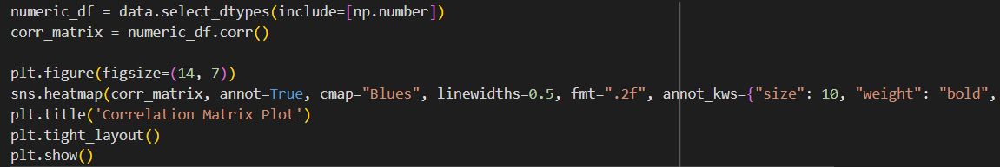 numeric_df = data.select_dtypes(include=[np.number])
corr_matrix = numeric_df.corr()
plt.figure(figsize=(14, 7))
sns.heatmap(corr_matrix, annot=True, cmap="Blues", linewidths=0.5, fmt=".2f", annot_kws={"size": 10, "weight": "bold",
plt.title('Correlation Matrix Plot')
plt.tight_layout()
plt.show()